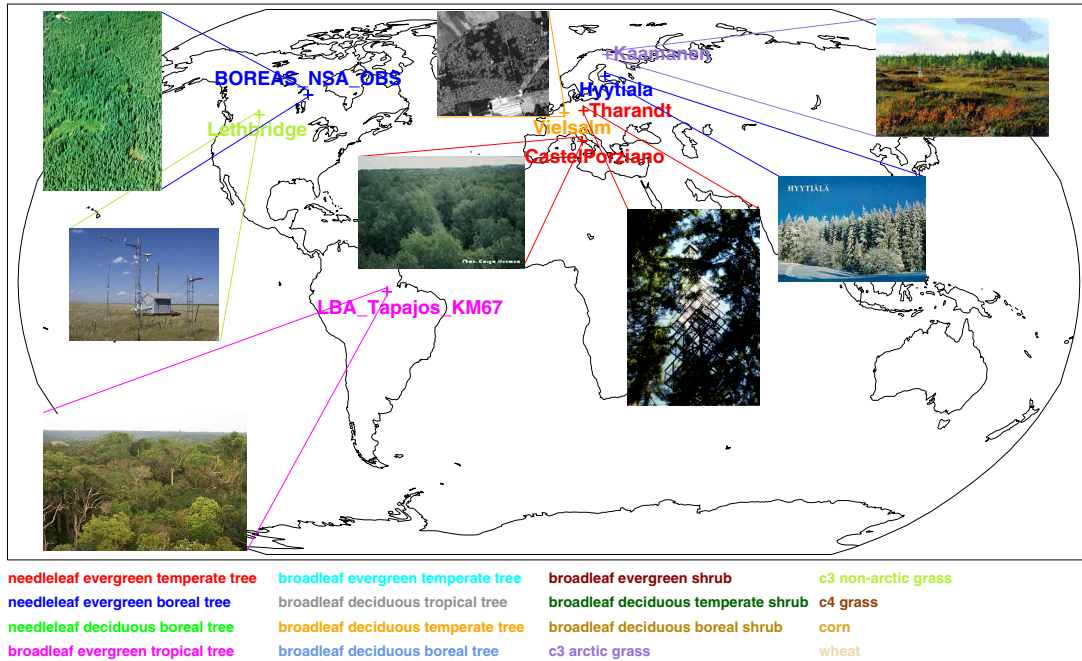 Kaamanen
BOREAS_NSA_OBS
Hyytiala
Tharandt
Lethbridge
Vielsalm
CastelPorziano
HYYTIÄLÄ
LBA_Tapajos_KM67
needleleaf evergreen temperate tree
broadleaf evergreen temperate tree
broadleaf evergreen shrub
c3 non-arctic grass
needleleaf evergreen boreal tree
broadleaf deciduous tropical tree
broadleaf deciduous temperate shrub
c4 grass
needleleaf deciduous boreal tree
broadleaf deciduous temperate tree
broadleaf deciduous boreal shrub
corn
broadleaf evergreen tropical tree
broadleaf deciduous boreal tree
c3 arctic grass
wheat